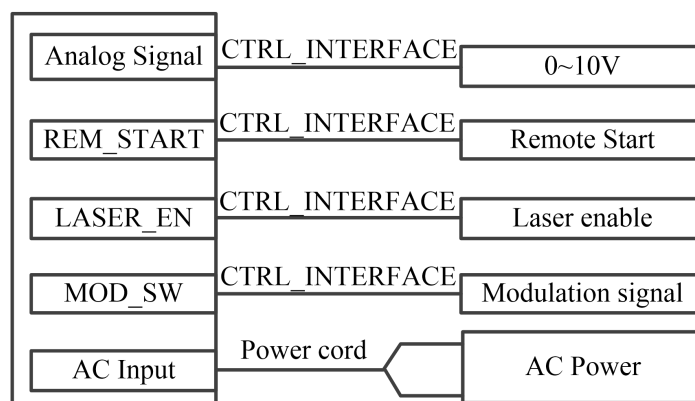 Analog Signal CTRL_INTERFACE 0~10V
REM_START CTRL_INTERFACE Remote Start
LASER_EN CTRL_INTERFACE Laser enable
MOD_SW CTRL_INTERFACE Modulation signal
AC Input Power cord AC Power